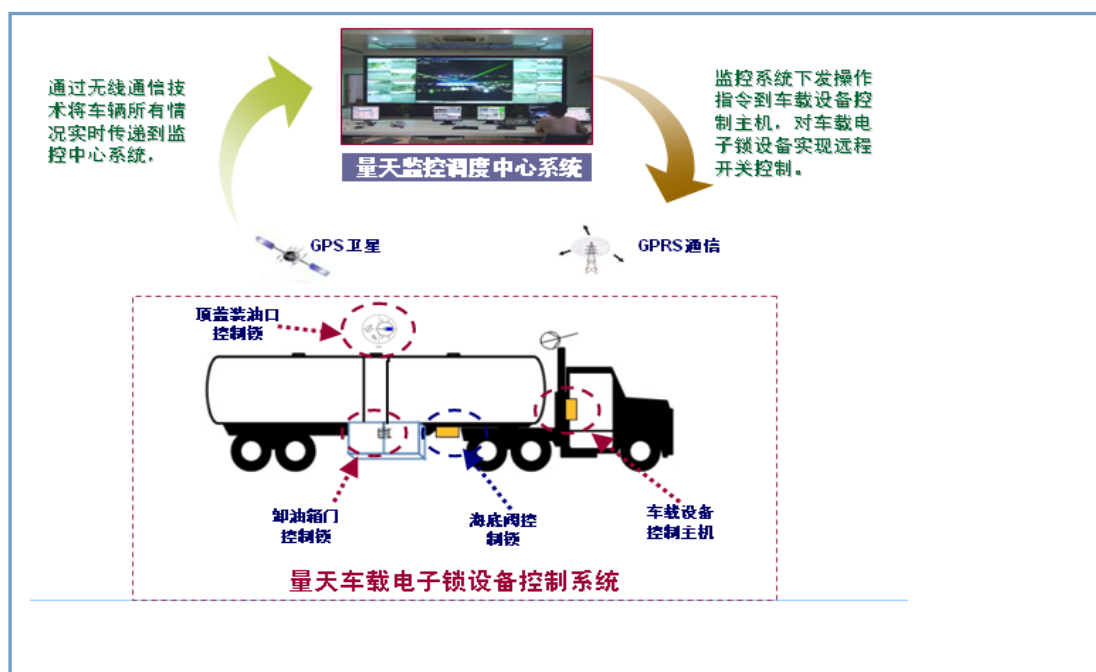 通过无线通信技
术将车辆所有情
况实时传递到监
控中心系统.
监控系统下发操作
指令到车载设备控
制主机，对车载电
子锁设备实现远程
开关控制。
量天监控调度中心系统
GPS卫星
GPRS通信
顶盖装油口
控制锁
卸油箱门
控制锁
海底阀控
制锁
车载设备
控制主机
量天车载电子锁设备控制系统